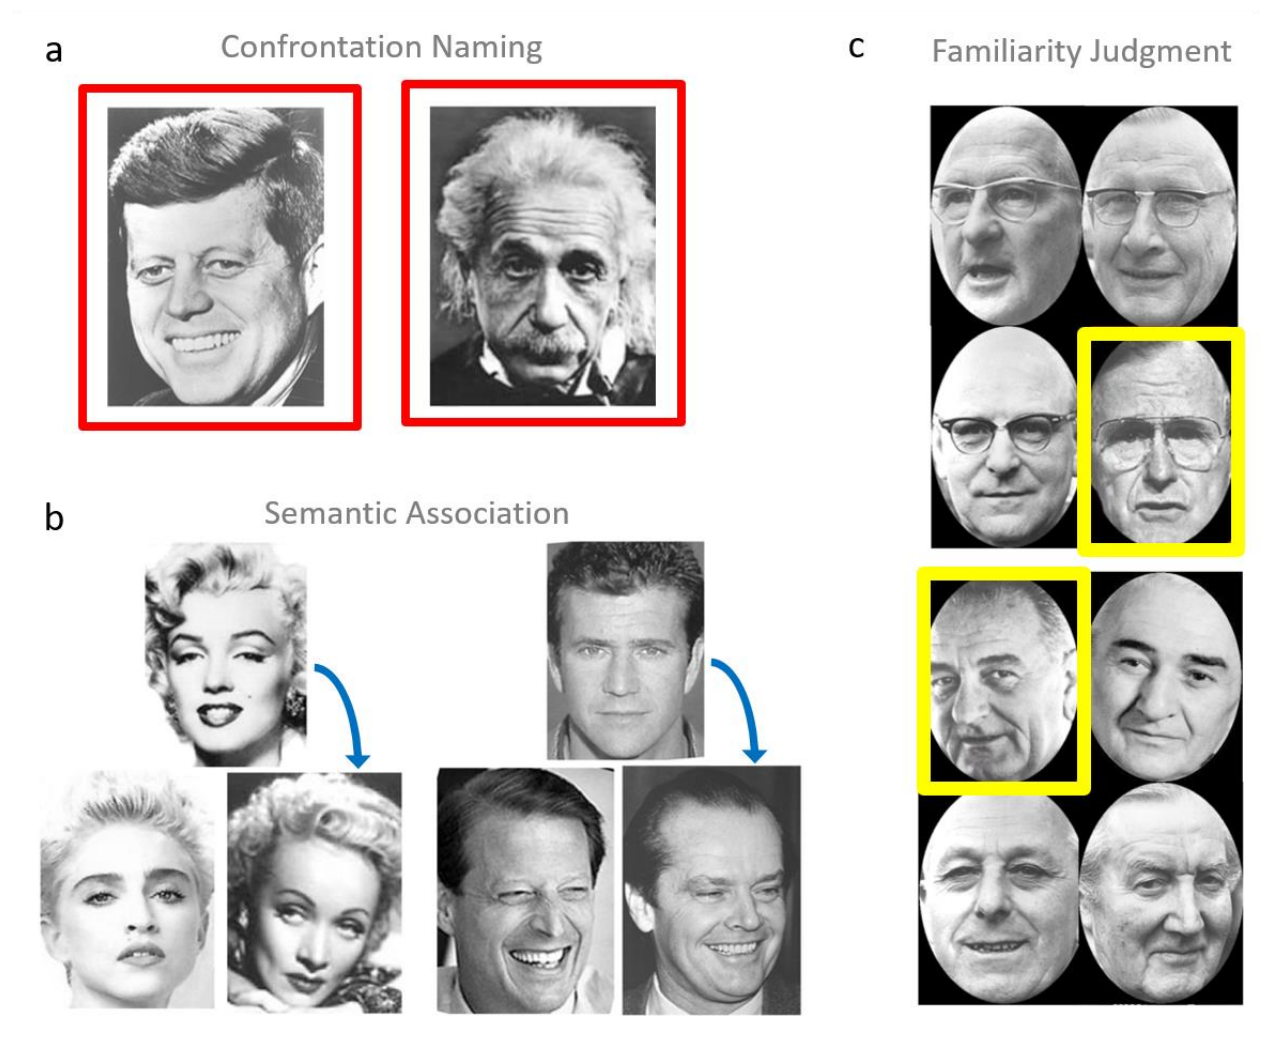 a
Confrontation Naming
b
Semantic Association
c
Familiarity Judgment